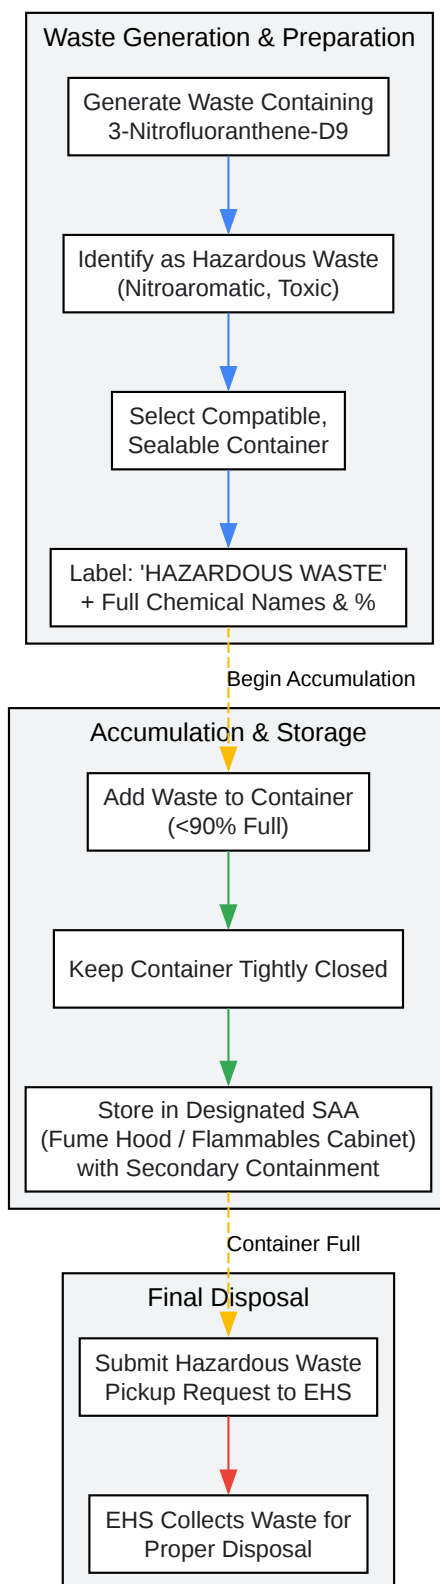 Waste Generation & Preparation
Generate Waste Containing
3-Nitrofluoranthene-D9
Identify as Hazardous Waste
(Nitroaromatic, Toxic)
Select Compatible,
Sealable Container
Label: 'HAZARDOUS WASTE'
+ Full Chemical Names & %
Begin Accumulation
Accumulation & Storage
Add Waste to Container
(<90% Full)
Keep Container Tightly Closed
Store in Designated SAA
(Fume Hood / Flammables Cabinet)
with Secondary Containment
Container Full
Final Disposal
Submit Hazardous Waste
Pickup Request to EHS
EHS Collects Waste for
Proper Disposal